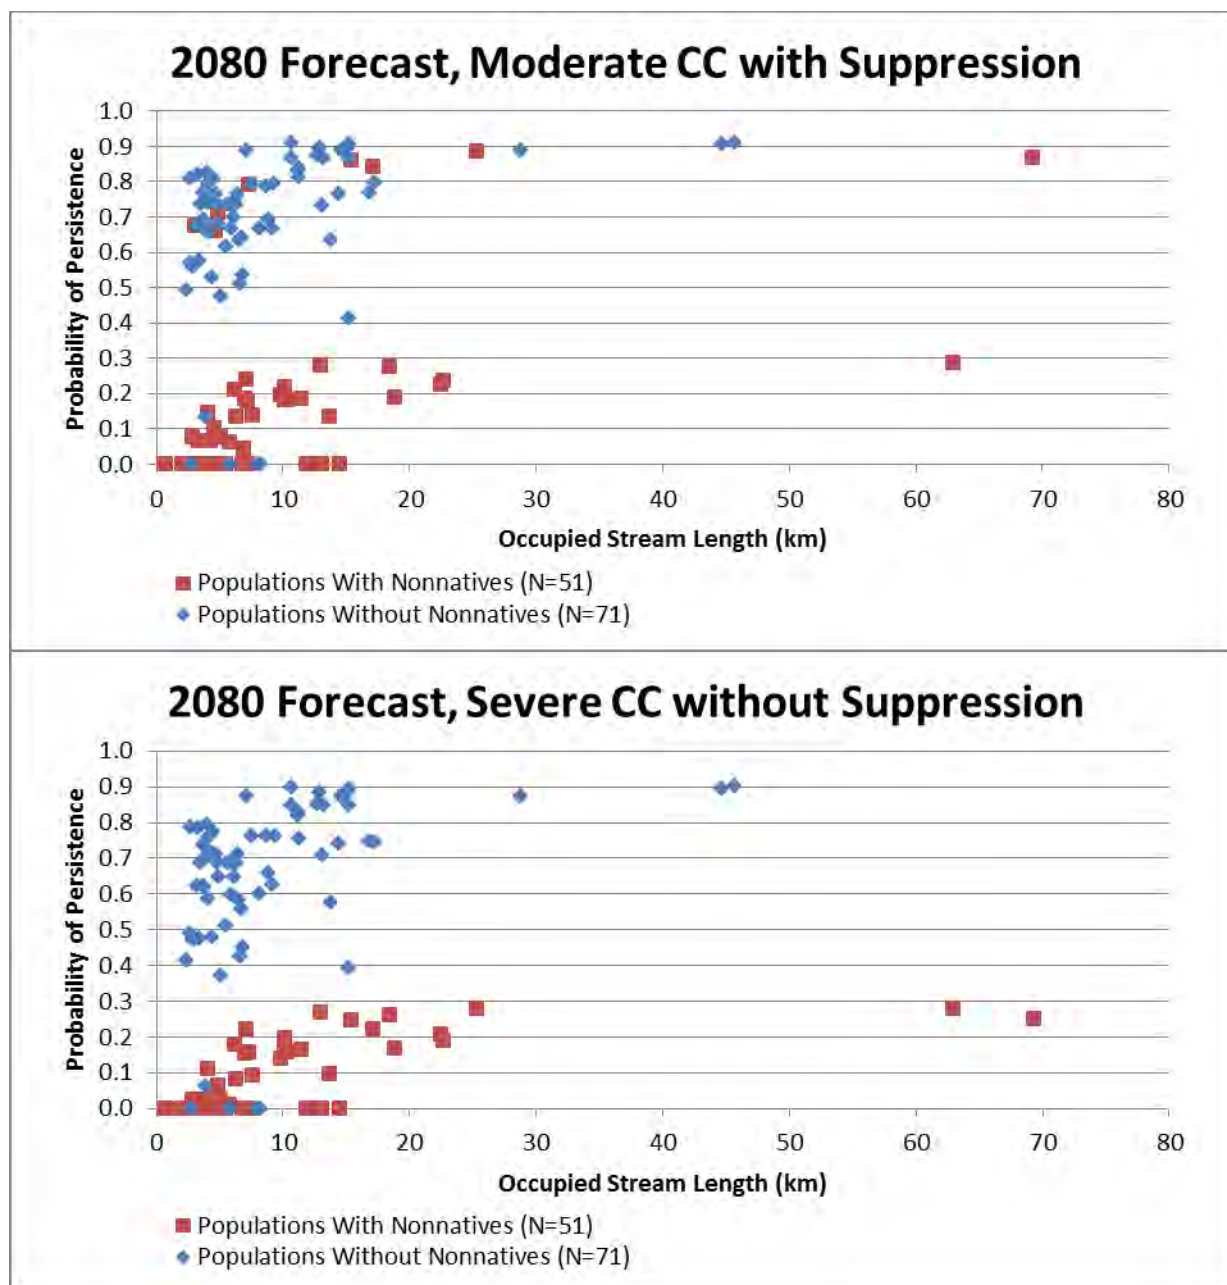 2080 Forecast, Moderate CC with Suppression
1.0
0.9
0.8
0.7
0.6
0.5
0.4
0.3
0.2
0.1
0.0
Probability of Persistence
0 10 20 30 40 50 60 70 80
Occupied Stream Length (km)
Populations With Nonnatives (N=51)
Populations Without Nonnatives (N=71)
2080 Forecast, Severe CC without Suppression
1.0
0.9
0.8
0.7
0.6
0.5
0.4
0.3
0.2
0.1
0.0
Probability of Persistence
0 10 20 30 40 50 60 70 80
Occupied Stream Length (km)
Populations With Nonnatives (N=51)
Populations Without Nonnatives (N=71)